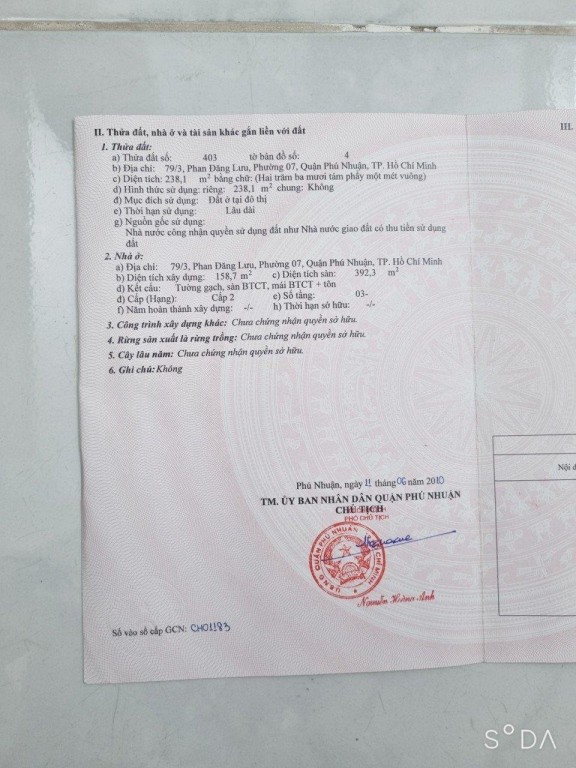 II. Thửa đất, nhà ở và tài sản khác gắn liền với đất
III.
1. Thửa đất:
a) Thửa đất số: 403 tờ bản đồ số: 4
b) Địa chỉ: 79/3, Phan Đăng Lưu, Phường 07, Quận Phú Nhuận, TP. Hồ Chí Minh
c) Diện tích: 238,1 m² bằng chữ: (Hai trăm ba mươi tám phẩy một mét vuông)
d) Hình thức sử dụng: riêng: 238,1 m² chung: Không
đ) Mục đích sử dụng: Đất ở tại đô thị
e) Thời hạn sử dụng: Lâu dài
g) Nguồn gốc sử dụng:
Nhà nước công nhận quyền sử dụng đất như Nhà nước giao đất có thu tiền sử dụng
đất
2. Nhà ở:
a) Địa chỉ: 79/3, Phan Đăng Lưu, Phường 07, Quận Phú Nhuận, TP. Hồ Chí Minh
b) Diện tích xây dựng: 158,7 m² c) Diện tích sàn: 392,3 m²
d) Kết cấu: Tường gạch, sàn BTCT, mái BTCT + tôn
đ) Cấp (Hạng): Cấp 2 e) Số tầng: 03-
f) Năm hoàn thành xây dựng: -/- h) Thời hạn sở hữu: -/-
3. Công trình xây dựng khác: Chưa chứng nhận quyền sở hữu.
4. Rừng sản xuất là rừng trồng: Chưa chứng nhận quyền sở hữu.
5. Cây lâu năm: Chưa chứng nhận quyền sở hữu.
6. Ghi chú: Không
Nội d
Phú Nhuận, ngày 11 tháng 06 năm 2010
TM. ỦY BAN NHÂN DÂN QUẬN PHÚ NHUẬN
CHỦ TỊCH
PHÓ CHỦ TỊCH
U.B.N.D QUẬN PHÚ NHUẬN
CHÍ MINH
Nguyễn Hoàng Anh
Số vào sổ cấp GCN: CH01183
S°DA